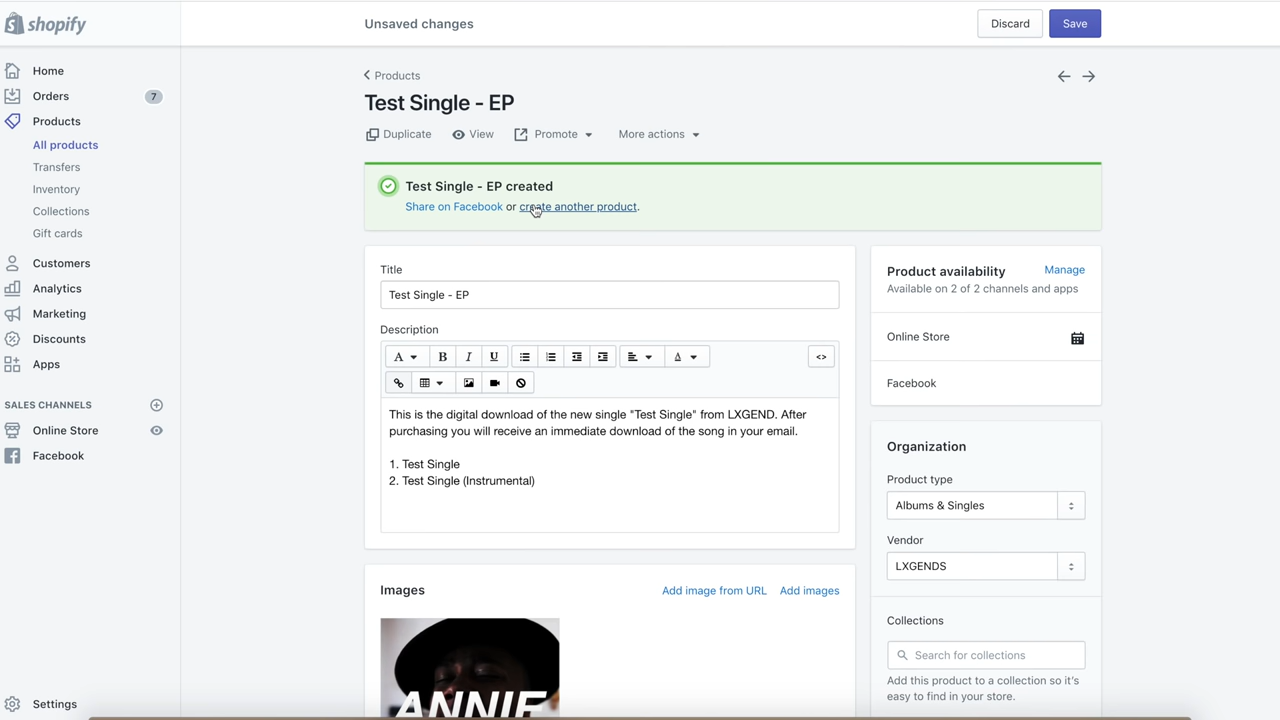 shopify
Unsaved changes
Discard
Save
Home
Orders
7
Products
All products
Transfers
Inventory
Collections
Gift cards
Customers
Analytics
Marketing
Discounts
Apps
SALES CHANNELS
Online Store
Facebook
Settings
Products
Test Single - EP
Duplicate
View
Promote
More actions
Test Single - EP created
Share on Facebook or create another product.
Title
Test Single - EP
Description
A
B
I
U
A
<>
This is the digital download of the new single "Test Single" from LXGEND. After
purchasing you will receive an immediate download of the song in your email.
1. Test Single
2. Test Single (Instrumental)
Images
Add image from URL
Add images
ANNIE
Product availability
Manage
Available on 2 of 2 channels and apps
Online Store
Facebook
Organization
Product type
Albums & Singles
Vendor
LXGENDS
Collections
Search for collections
Add this product to a collection so it's
easy to find in your store.